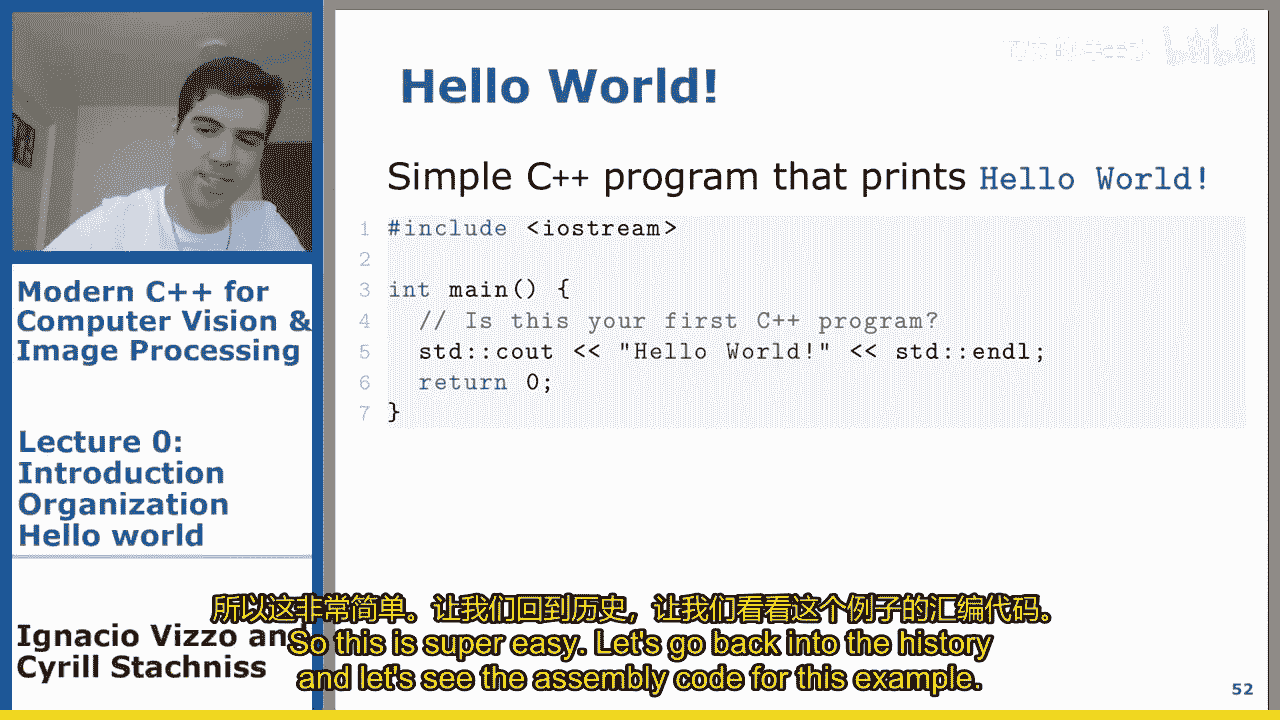 Hello World!
Simple C++ program that prints Hello World!
1 #include <iostream>
2
3 int main() {
4 // Is this your first C++ program?
5 std::cout << "Hello World!" << std::endl;
6 return 0;
7 }
Modern C++ for
Computer Vision &
Image Processing
Lecture 0:
Introduction
Organization
Hello world
Ignacio Vizzo and
Cyrill Stachniss
所以这非常简单。让我们回到历史，让我们看看这个例子的汇编代码。
So this is super easy. Let's go back into the history
and let's see the assembly code for this example.
52